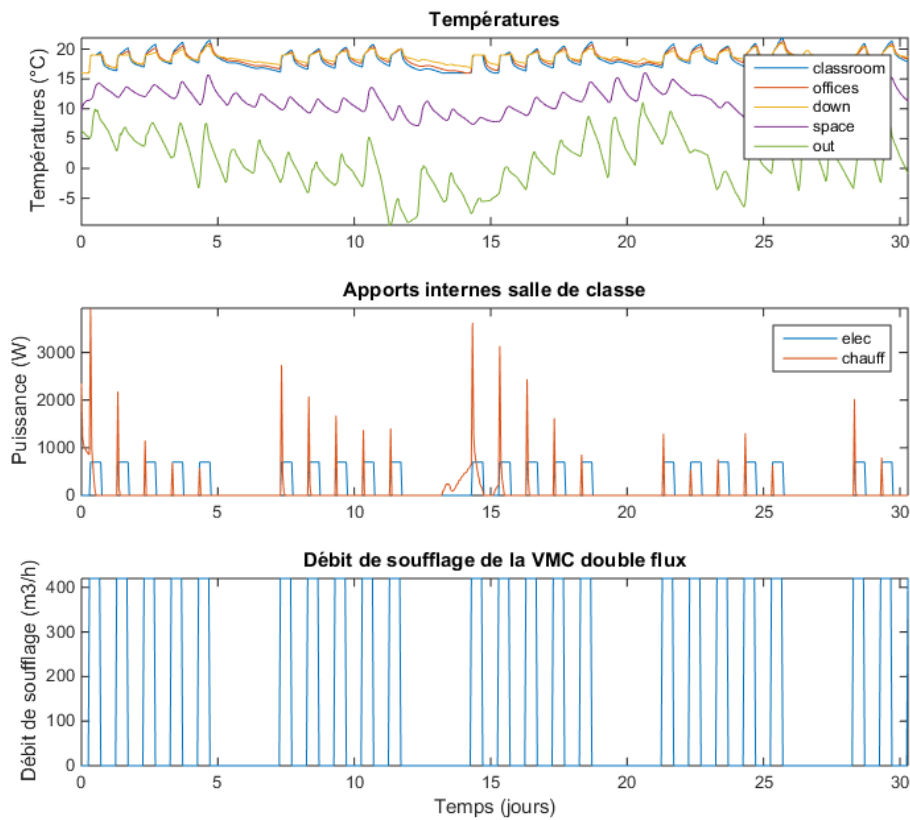 Températures
Températures (°C)
20
15
10
5
0
-5
classroom
offices
down
space
out
0 5 10 15 20 25 30
Apports internes salle de classe
Puissance (W)
3000
2000
1000
0
elec
chauff
0 5 10 15 20 25 30
Débit de soufflage de la VMC double flux
Débit de soufflage (m3/h)
400
300
200
100
0
0 5 10 15 20 25 30
Temps (jours)